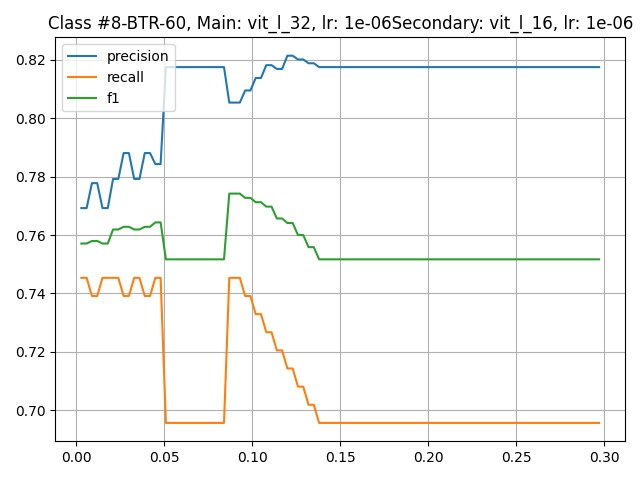 Class #8-BTR-60, Main: vit_l_32, lr: 1e-06Secondary: vit_l_16, lr: 1e-06
precision
recall
f1
0.82
0.80
0.78
0.76
0.74
0.72
0.70
0.00 0.05 0.10 0.15 0.20 0.25 0.30